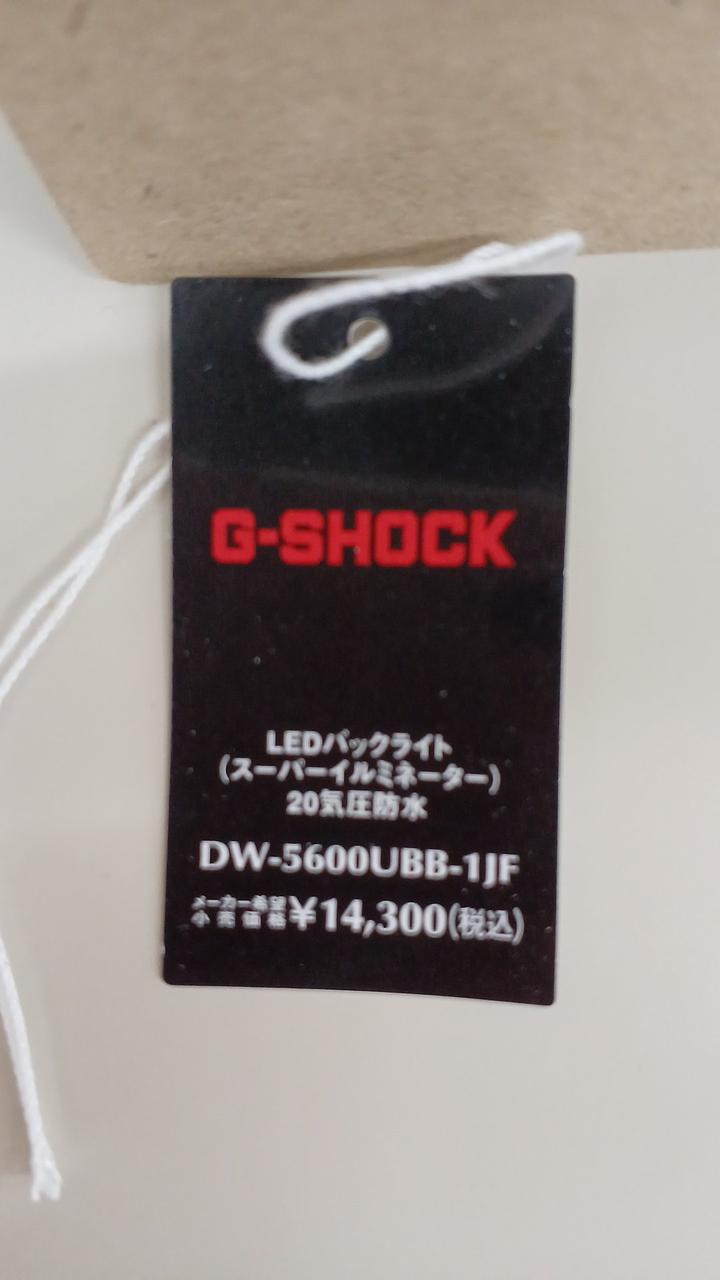 G-SHOCK
LEDバックライト
(スーパーイルミネーター)
20気圧防水
DW-5600UBB-1JF
メーカー希望
小売価格 ¥14,300(税込)